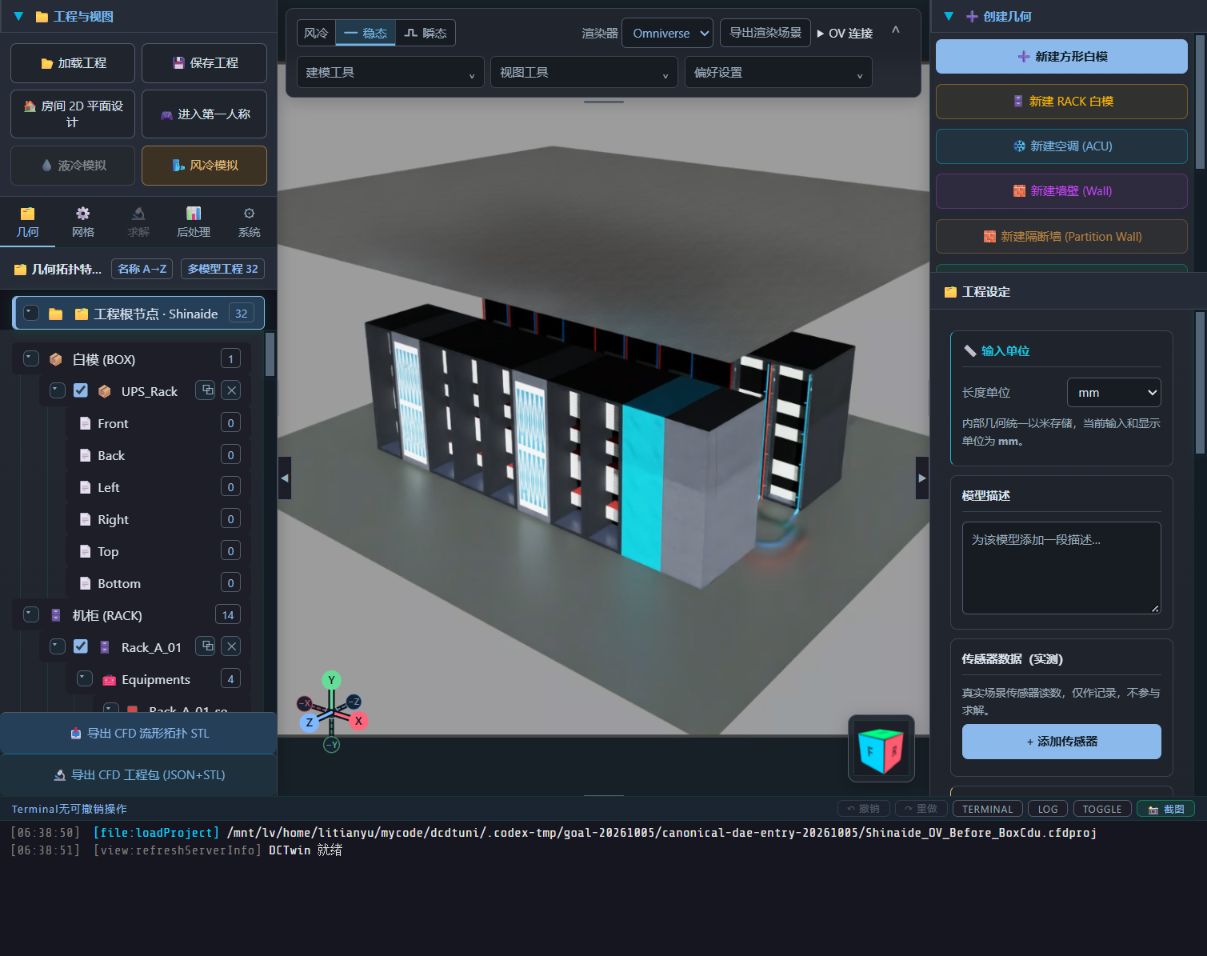 工程与视图
加载工程
保存工程
房间 2D 平面设计
进入第一人称
液冷模拟
风冷模拟
几何
网格
求解
后处理
系统
几何拓扑特...
名称 A→Z
多模型工程 32
工程根节点 · Shinaide
32
白模 (BOX)
1
UPS_Rack
Front
0
Back
0
Left
0
Right
0
Top
0
Bottom
0
机柜 (RACK)
14
Rack_A_01
Equipments
4
导出 CFD 流形拓扑 STL
导出 CFD 工程包 (JSON+STL)
风冷
稳态
瞬态
渲染器
Omniverse
导出渲染场景
OV 连接
建模工具
视图工具
偏好设置
Y
-X
-Z
Z
X
-Y
F
R
创建几何
新建方形白模
新建 RACK 白模
新建空调 (ACU)
新建墙壁 (Wall)
新建隔断墙 (Partition Wall)
工程设定
输入单位
长度单位
mm
内部几何统一以米存储，当前输入和显示
单位为 mm。
模型描述
为该模型添加一段描述...
传感器数据（实测）
真实场景传感器读数，仅作记录，不参与
求解。
+ 添加传感器
Terminal无可撤销操作
撤销
重做
TERMINAL
LOG
TOGGLE
截图
[06:38:50] [file:loadProject] /mnt/lv/home/litianyu/mycode/dcdtuni/.codex-tmp/goal-20261005/canonical-dae-entry-20261005/Shinaide_OV_Before_BoxCdu.cfdproj
[06:38:51] [view:refreshServerInfo] DCTwin 就绪